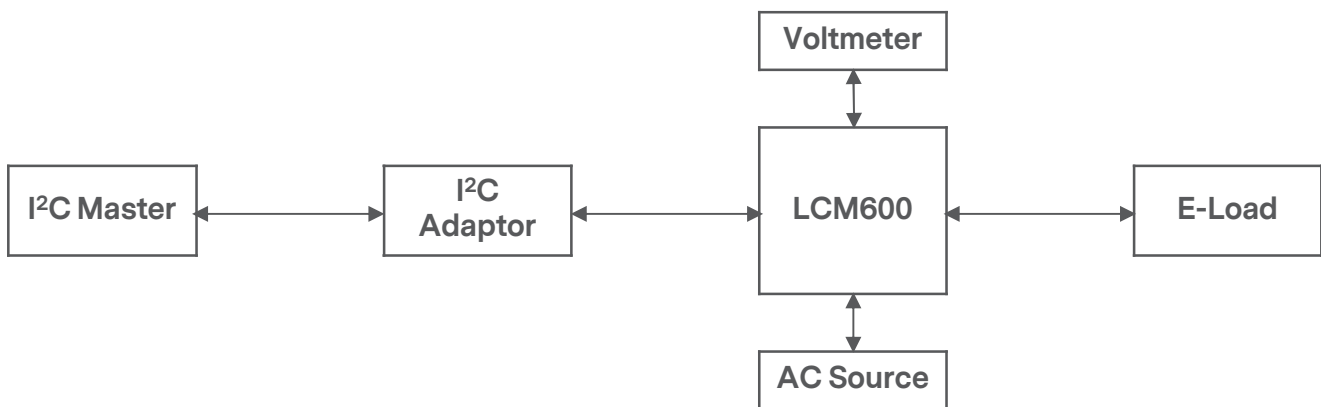 Voltmeter
I²C Master
I²C
Adaptor
LCM600
E-Load
AC Source